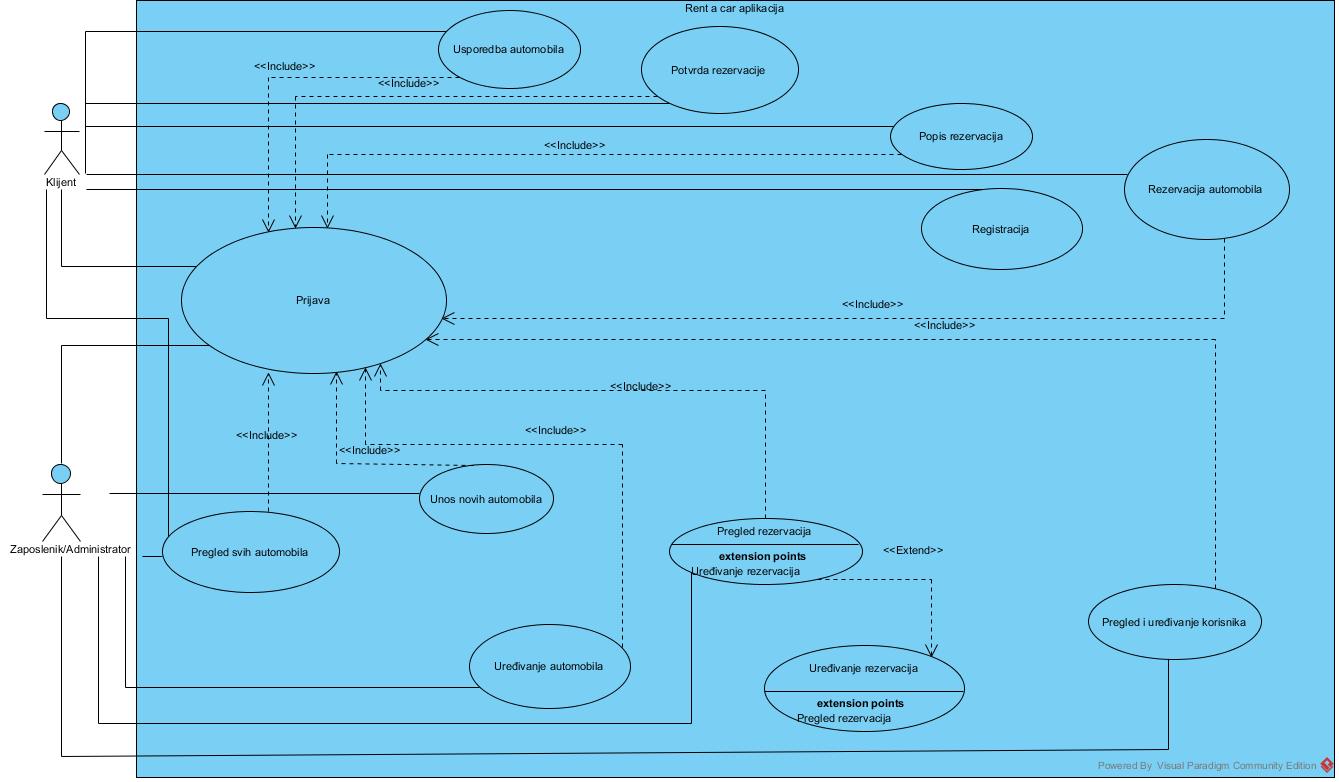 Rent a car aplikacija
Usporedba automobila
<<Include>>
Potvrda rezervacije
<<Include>>
Klijent
Popis rezervacija
<<Include>>
Rezervacija automobila
Registracija
Prijava
<<Include>>
<<Include>>
<<Include>>
<<Include>>
<<Include>>
<<Include>>
Unos novih automobila
Zaposlenik/Administrator
Pregled svih automobila
Pregled rezervacija
extension points
Uređivanje rezervacija
<<Extend>>
Pregled i uređivanje korisnika
Uređivanje automobila
Uređivanje rezervacija
extension points
Pregled rezervacija
Powered By Visual Paradigm Community Edition